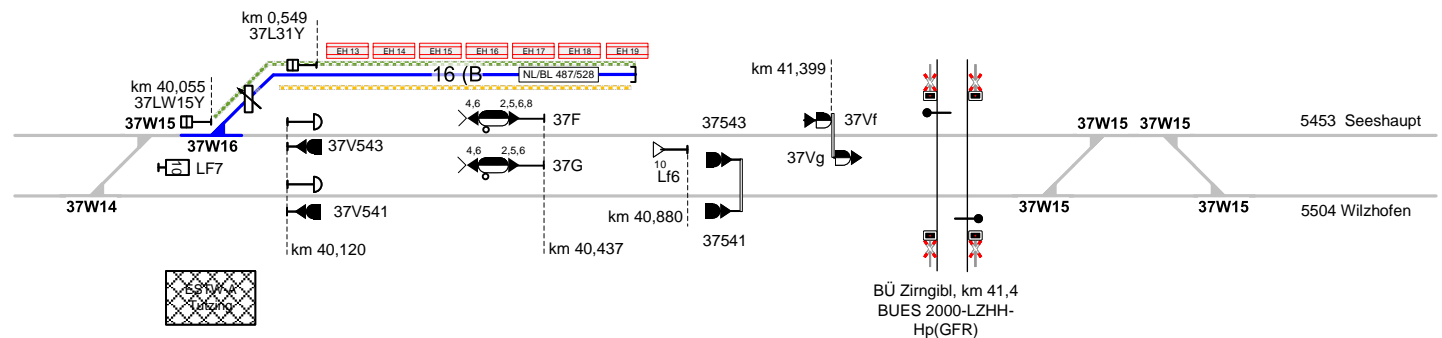 km 0,549
37L31Y
EH 13 EH 14 EH 15 EH 16 EH 17 EH 18 EH 19
16 (B
NL/BL 487/528
km 40,055
37LW15Y
km 41,399
37W15
4,6 2,5,6,8
37F
37543
37Vf
37W15
37W15
5453 Seeshaupt
37W16
37V543
10
LF7
4,6 2,5,6
37G
10
Lf6
37Vg
37W14
37V541
km 40,880
37W15
37W15
5504 Wilzhofen
km 40,120
km 40,437
37541
ESTW-A
Tutzing
BÜ Zirngibl, km 41,4
BUES 2000-LZHH-
Hp(GFR)